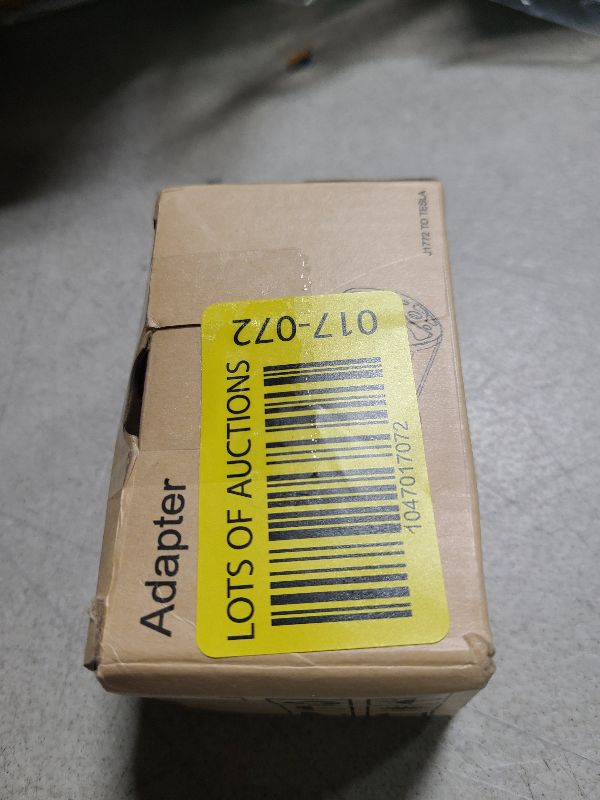 J1772 TO TESLA
017-072
LOTS OF AUCTIONS
1047017072
Adapter